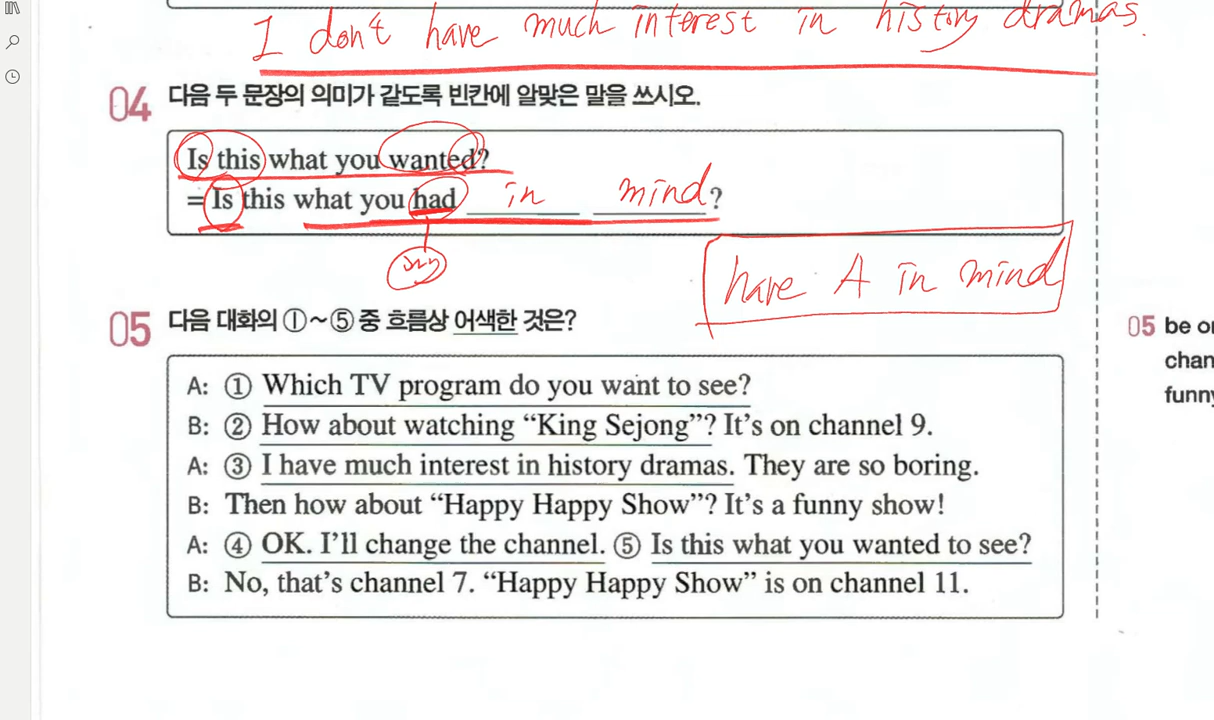 I don't have much interest in history dramas.
04 다음 두 문장의 의미가 같도록 빈칸에 알맞은 말을 쓰시오.
Is this what you wanted?
= Is this what you had in mind?
have A in mind
05 다음 대화의 ①~⑤ 중 흐름상 어색한 것은?
A: ① Which TV program do you want to see?
B: ② How about watching “King Sejong”? It’s on channel 9.
A: ③ I have much interest in history dramas. They are so boring.
B: Then how about “Happy Happy Show”? It’s a funny show!
A: ④ OK. I’ll change the channel. ⑤ Is this what you wanted to see?
B: No, that’s channel 7. “Happy Happy Show” is on channel 11.
05 be
chan
funny